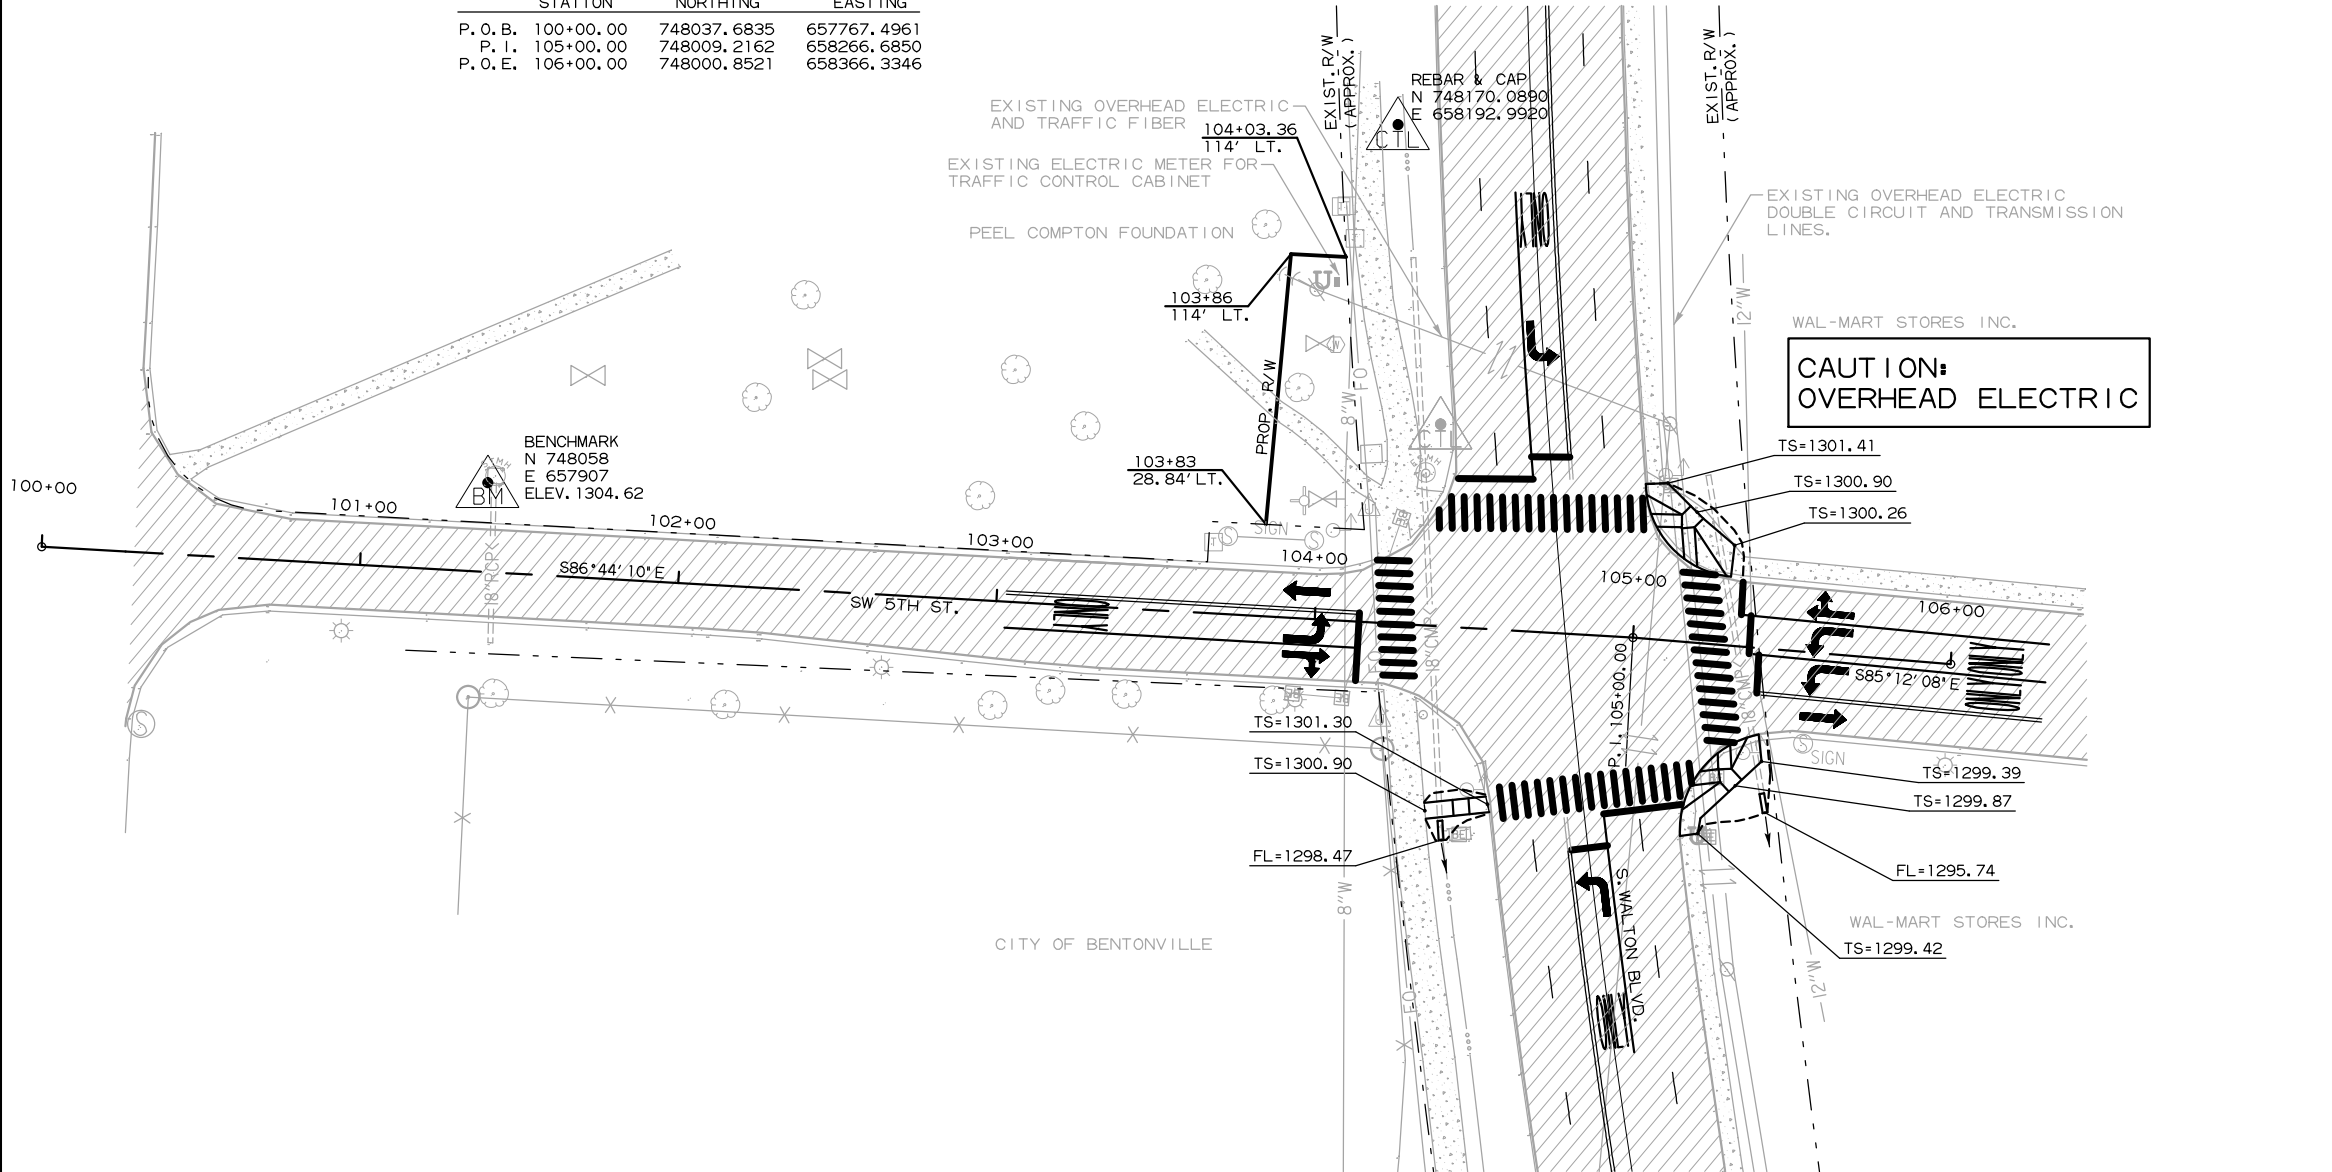 STATION NORTHING EASTING
P.O.B. 100+00.00 748037.6835 657767.4961
P.I. 105+00.00 748009.2162 658266.6850
P.O.E. 106+00.00 748000.8521 658366.3346
EXIST. R/W
(APPROX.)
EXIST. R/W
(APPROX.)
REBAR & CAP
N 748170.0890
E 658192.9920
CTL
EXISTING OVERHEAD ELECTRIC
AND TRAFFIC FIBER
104+03.36
114' LT.
EXISTING ELECTRIC METER FOR
TRAFFIC CONTROL CABINET
PEEL COMPTON FOUNDATION
EXISTING OVERHEAD ELECTRIC
DOUBLE CIRCUIT AND TRANSMISSION
LINES.
103+86
114' LT.
12"W
WAL-MART STORES INC.
CAUTION:
OVERHEAD ELECTRIC
PROP. R/W
8"W
FO
CTL
BENCHMARK
N 748058
E 657907
ELEV. 1304.62
BM
103+83
28.84' LT.
TS=1301.41
TS=1300.90
TS=1300.26
100+00
101+00
102+00
103+00
104+00
105+00
106+00
SIGN
S86°44'10"E
18"RCP
SW 5TH ST.
18"CMP
18"CMP
P.I. 105+00.00
S85°12'08"E
TS=1301.30
TS=1300.90
FL=1298.47
SIGN
TS=1299.39
TS=1299.87
FL=1295.74
8"W
S. WALTON BLVD.
WAL-MART STORES INC.
CITY OF BENTONVILLE
TS=1299.42
12"W
FO